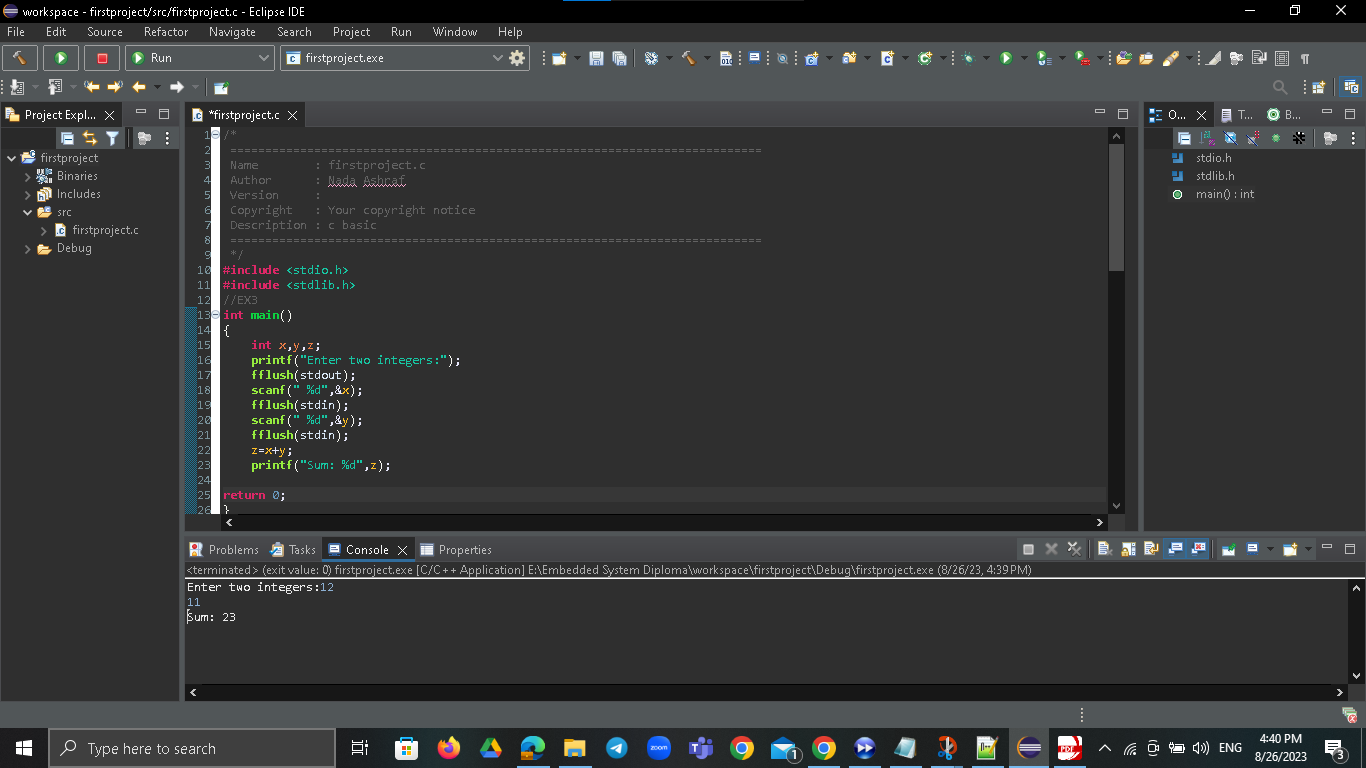 workspace - firstproject/src/firstproject.c - Eclipse IDE
File Edit Source Refactor Navigate Search Project Run Window Help
Run firstproject.exe
Project Expl... *firstproject.c O... T... B...
firstproject
Binaries
Includes
src
firstproject.c
Debug
1 /*
2 ============================================================================
3 Name : firstproject.c
4 Author : Nada Ashraf
5 Version :
6 Copyright : Your copyright notice
7 Description : c basic
8 ============================================================================
9 */
10 #include <stdio.h>
11 #include <stdlib.h>
12 //EX3
13 int main()
14 {
15 int x,y,z;
16 printf("Enter two integers:");
17 fflush(stdout);
18 scanf(" %d",&x);
19 fflush(stdin);
20 scanf(" %d",&y);
21 fflush(stdin);
22 z=x+y;
23 printf("Sum: %d",z);
24
25 return 0;
26 }
stdio.h
stdlib.h
main() : int
Problems Tasks Console Properties
<terminated> (exit value: 0) firstproject.exe [C/C++ Application] E:\Embedded System Diploma\workspace\firstproject\Debug\firstproject.exe (8/26/23, 4:39 PM)
Enter two integers:12
11
Sum: 23
Type here to search
zoom
1
PDF
ENG
4:40 PM
8/26/2023
3